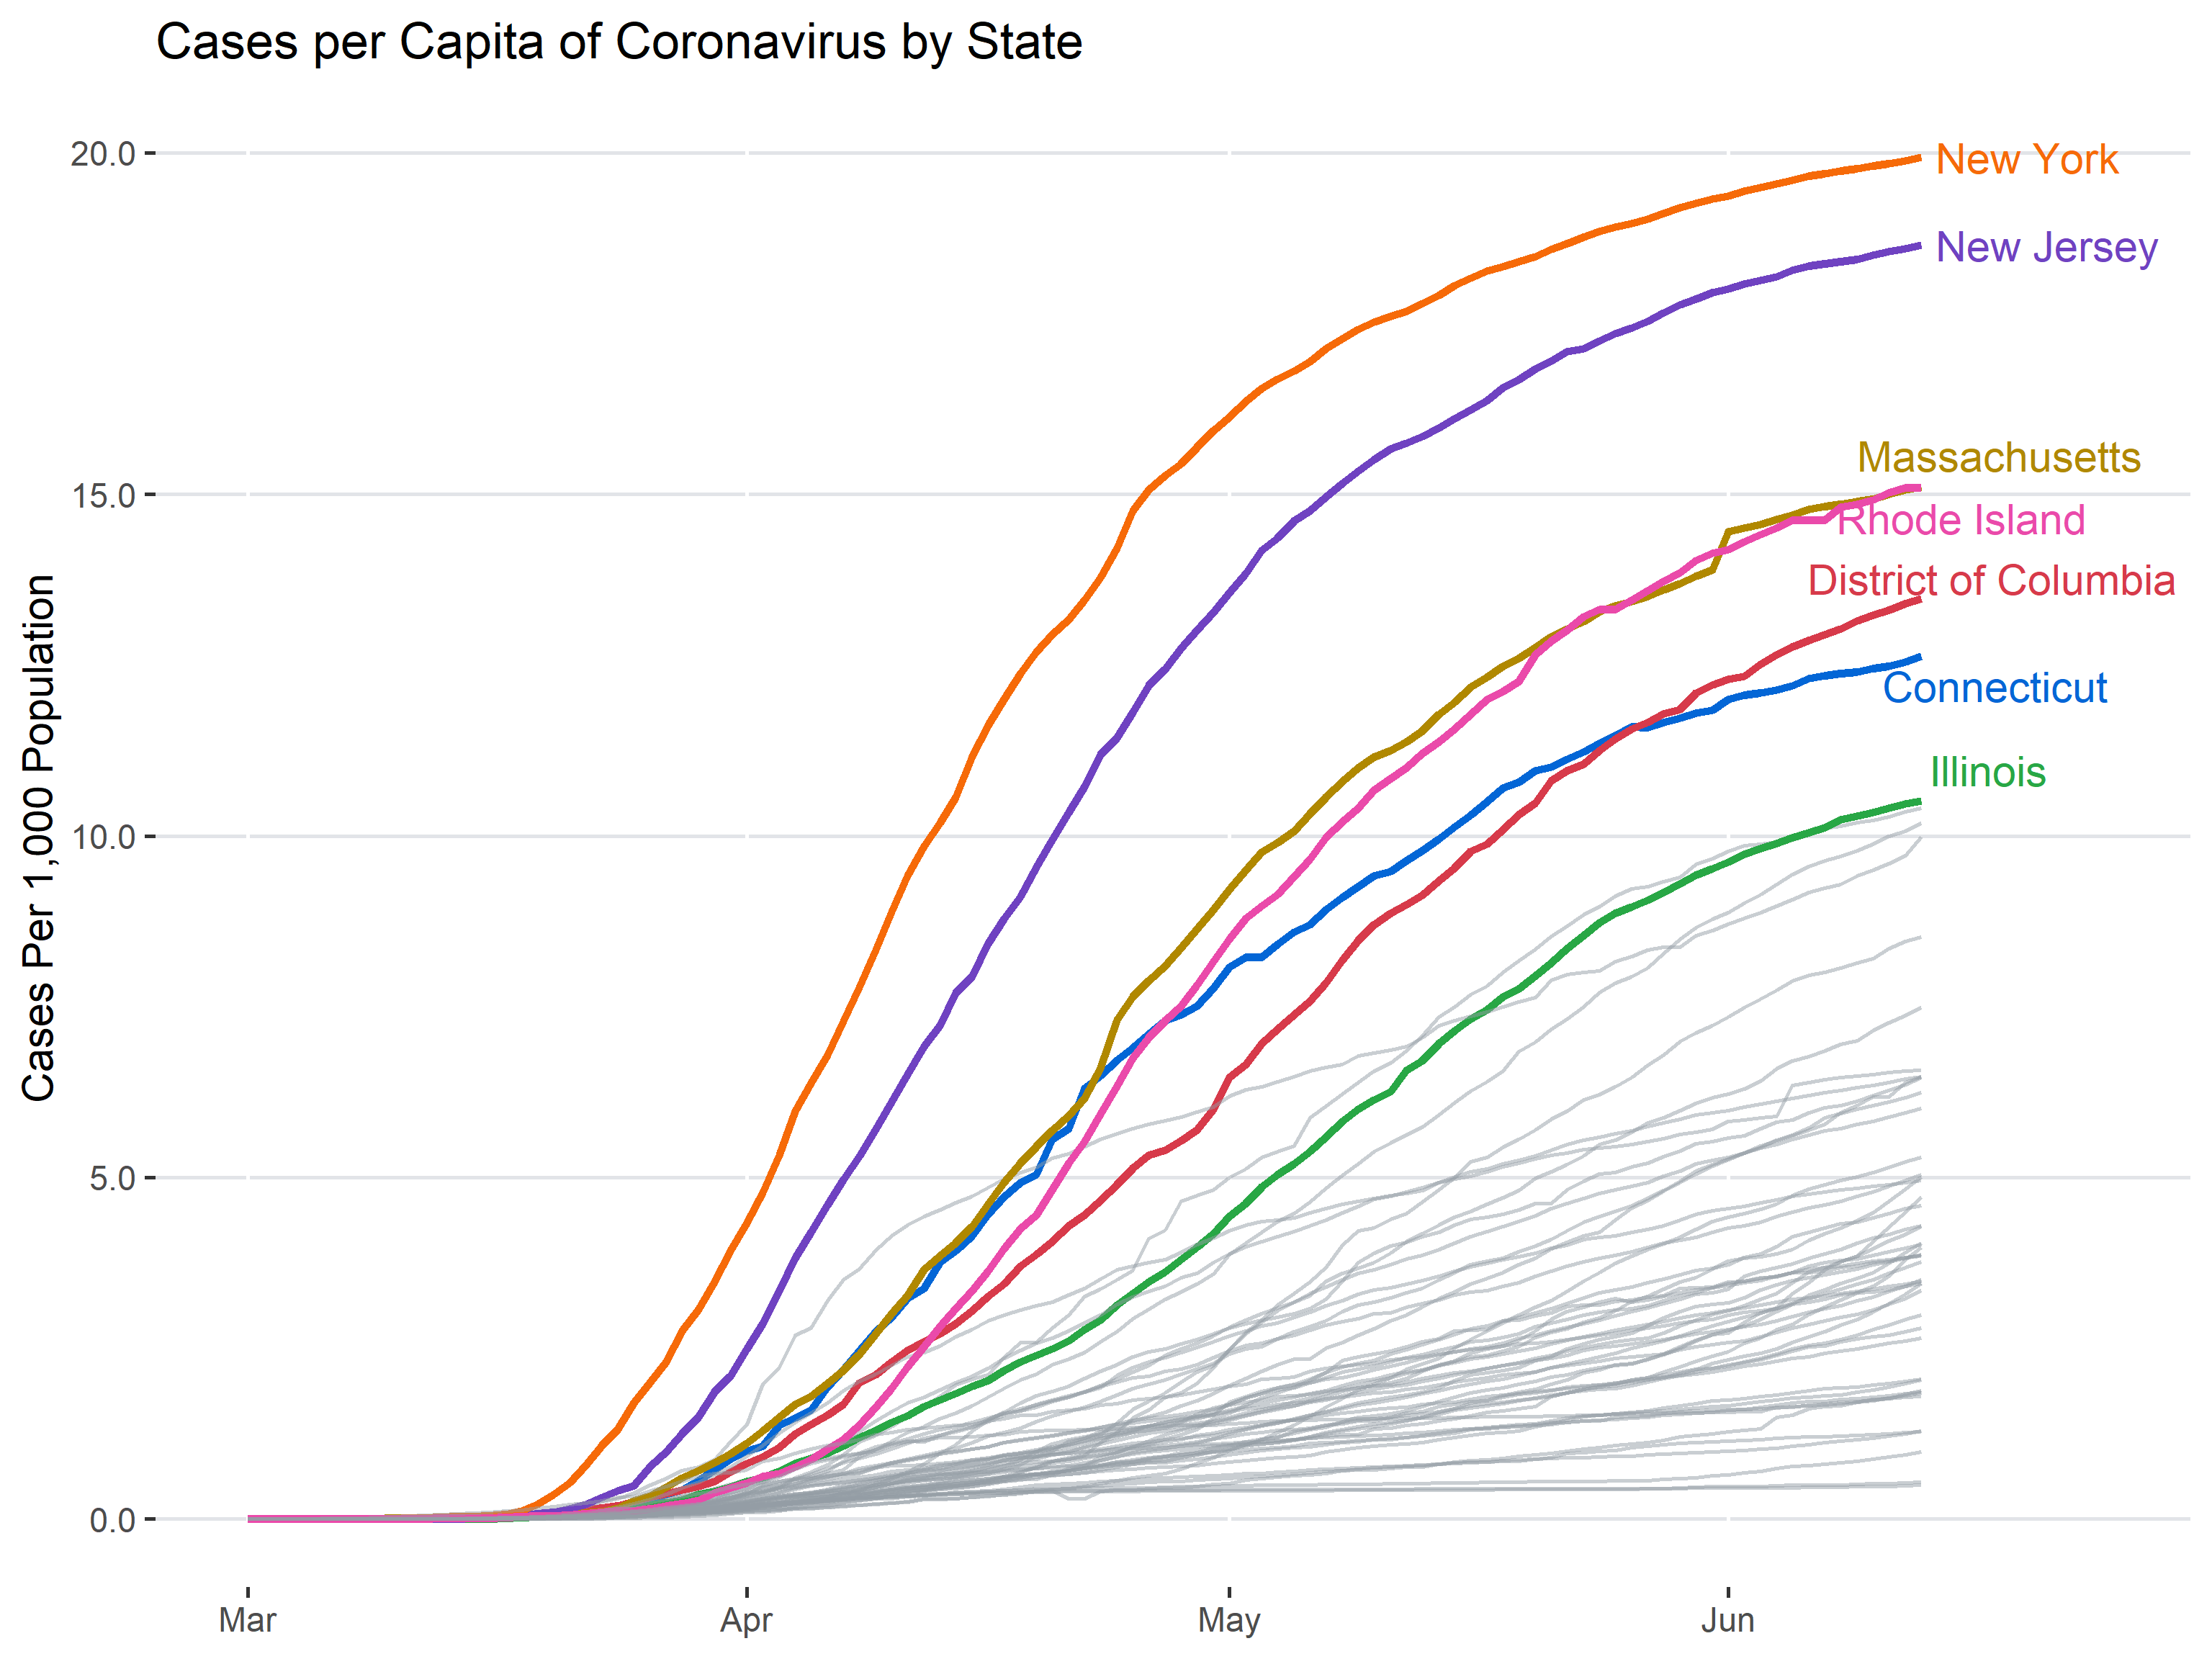 Cases per Capita of Coronavirus by State
Cases Per 1,000 Population
20.0
15.0
10.0
5.0
0.0
New York
New Jersey
Massachusetts
Rhode Island
District of Columbia
Connecticut
Illinois
Mar
Apr
May
Jun